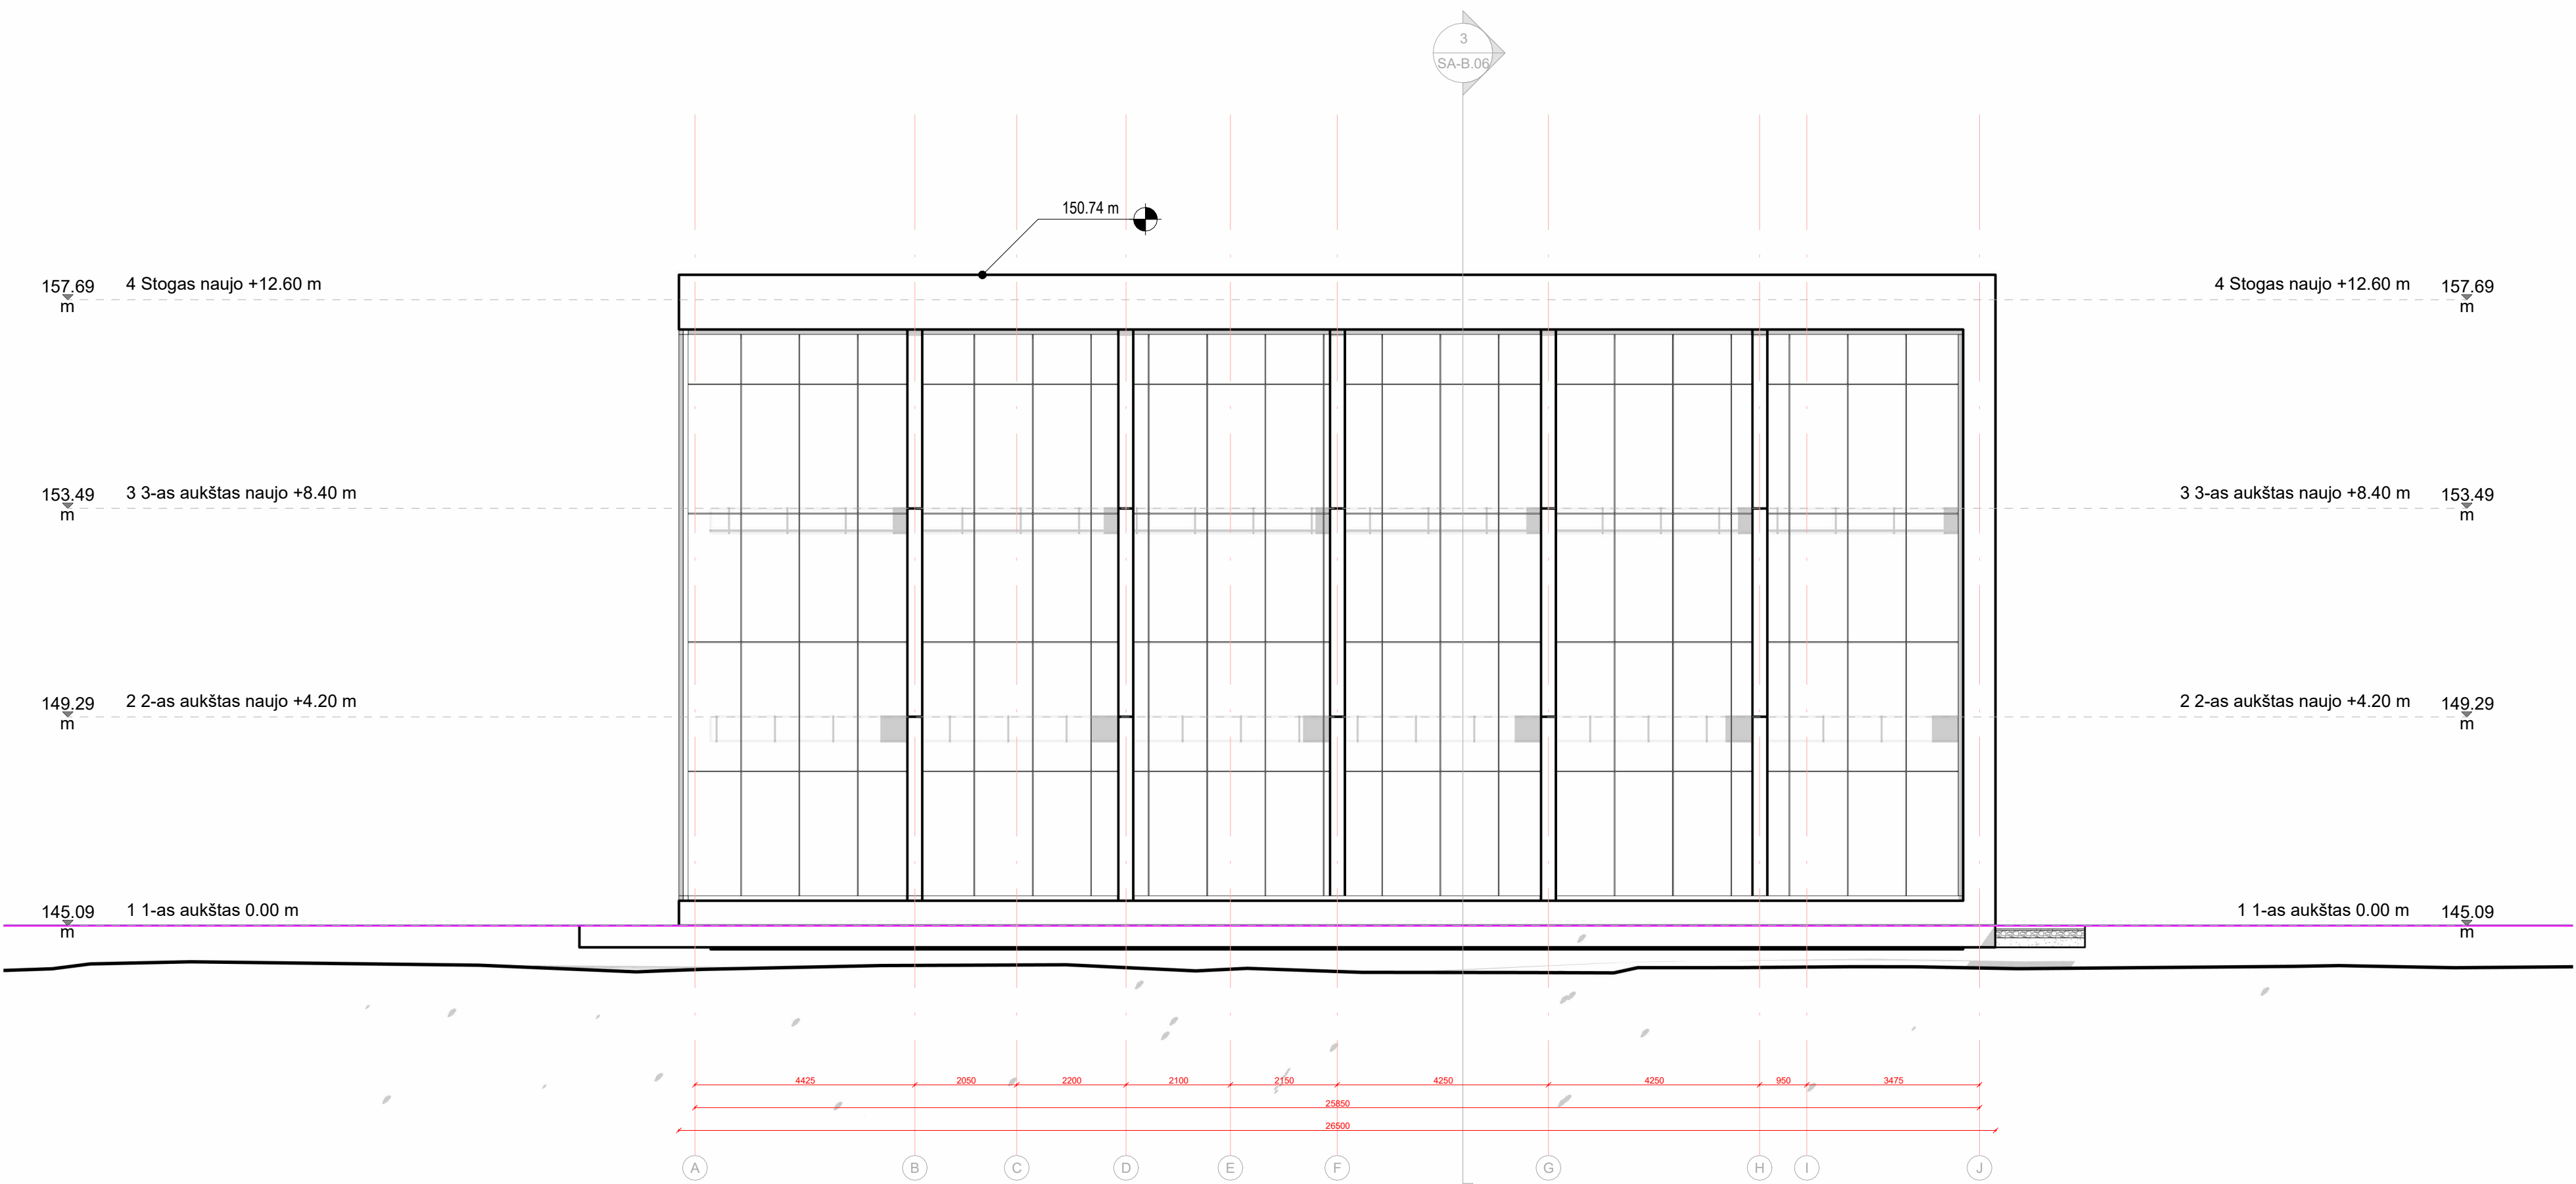 3
SA-B.06
150.74 m
157.69 m 4 Stogas naujo +12.60 m
4 Stogas naujo +12.60 m 157.69 m
153.49 m 3 3-as aukštas naujo +8.40 m
3 3-as aukštas naujo +8.40 m 153.49 m
149.29 m 2 2-as aukštas naujo +4.20 m
2 2-as aukštas naujo +4.20 m 149.29 m
145.09 m 1 1-as aukštas 0.00 m
1 1-as aukštas 0.00 m 145.09 m
4425 2050 2200 2100 2150 4250 4250 950 3475
25850
26500
A B C D E F G H I J